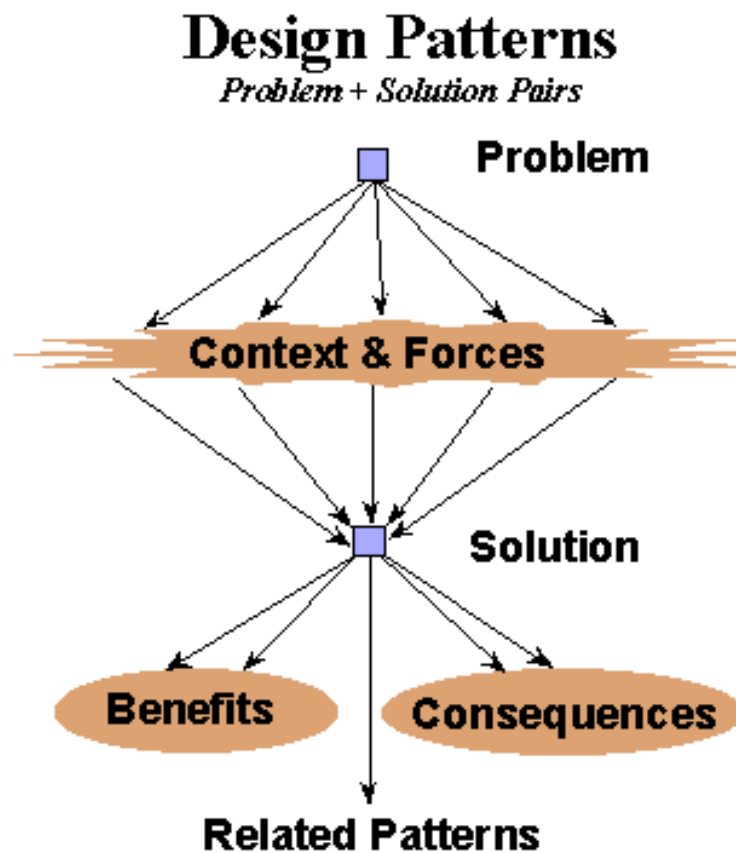 Design Patterns
Problem + Solution Pairs
Problem
Context & Forces
Solution
Benefits
Consequences
Related Patterns